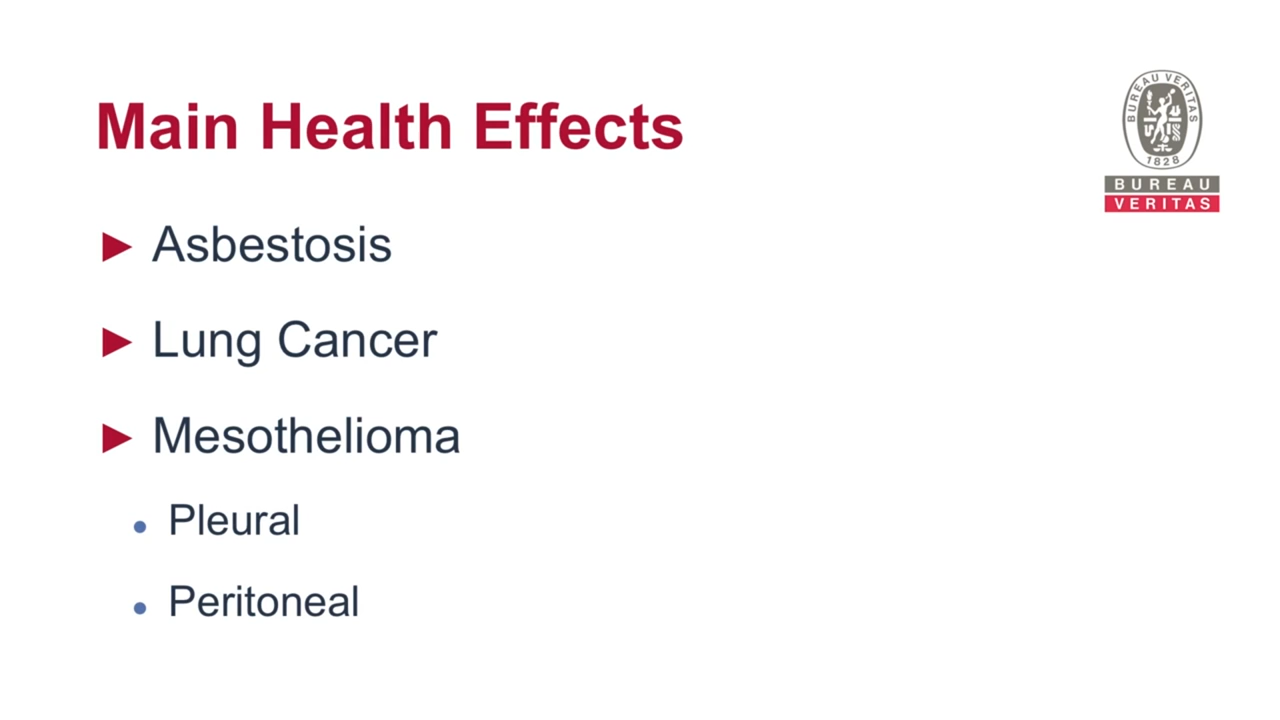 Main Health Effects
BUREAU VERITAS
1828
BUREAU
VERITAS
► Asbestosis
► Lung Cancer
► Mesothelioma
• Pleural
• Peritoneal